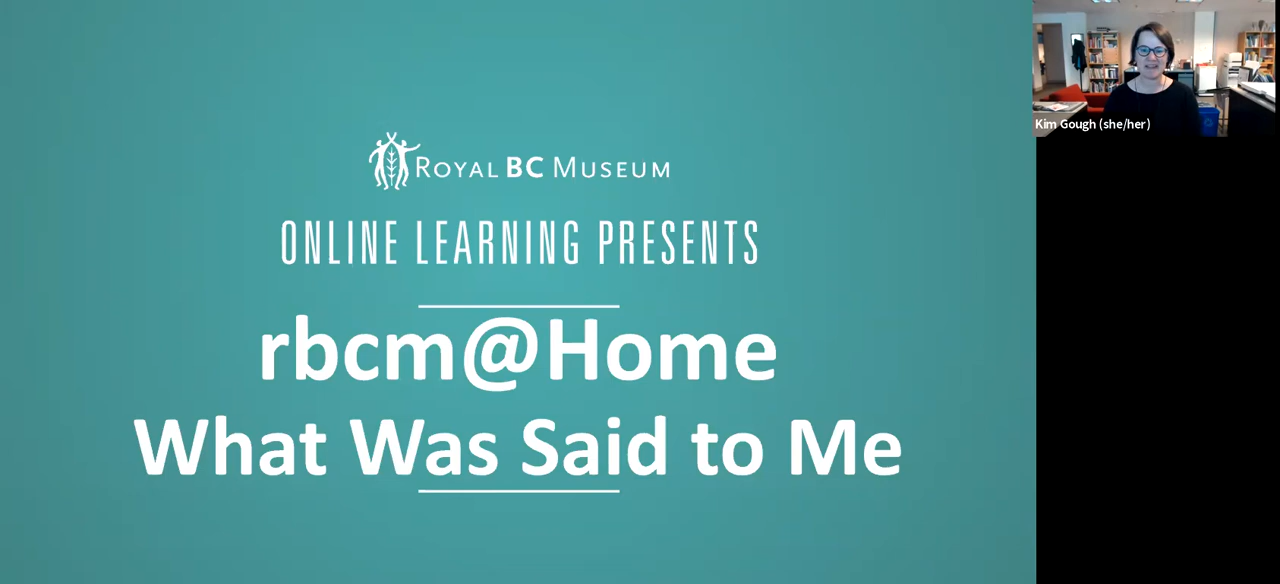 ROYAL BC MUSEUM
ONLINE LEARNING PRESENTS
rbcm@Home
What Was Said to Me
Kim Gough (she/her)